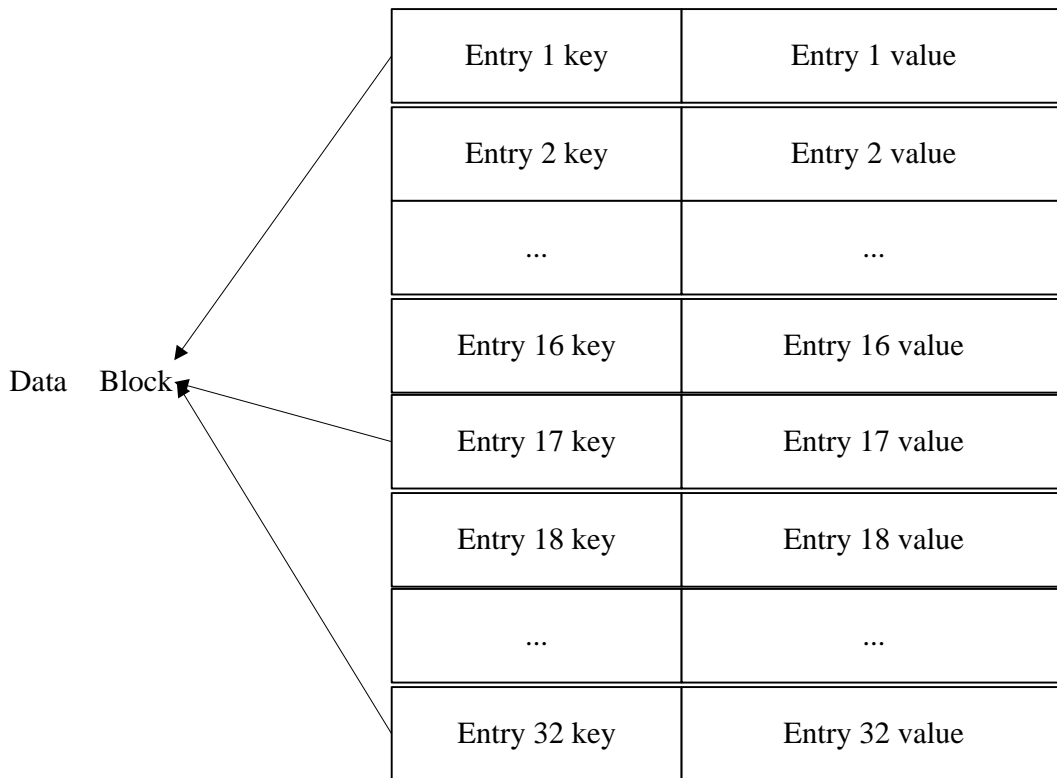 Entry 1 key Entry 1 value
Entry 2 key Entry 2 value
... ...
Entry 16 key Entry 16 value
Data Block
Entry 17 key Entry 17 value
Entry 18 key Entry 18 value
... ...
Entry 32 key Entry 32 value